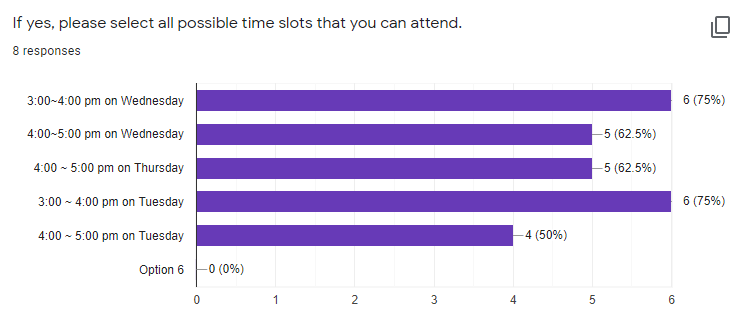 If yes, please select all possible time slots that you can attend.
8 responses
3:00~4:00 pm on Wednesday
6 (75%)
4:00~5:00 pm on Wednesday
5 (62.5%)
4:00 ~ 5:00 pm on Thursday
5 (62.5%)
3:00 ~ 4:00 pm on Tuesday
6 (75%)
4:00 ~ 5:00 pm on Tuesday
4 (50%)
Option 6
0 (0%)
0 1 2 3 4 5 6